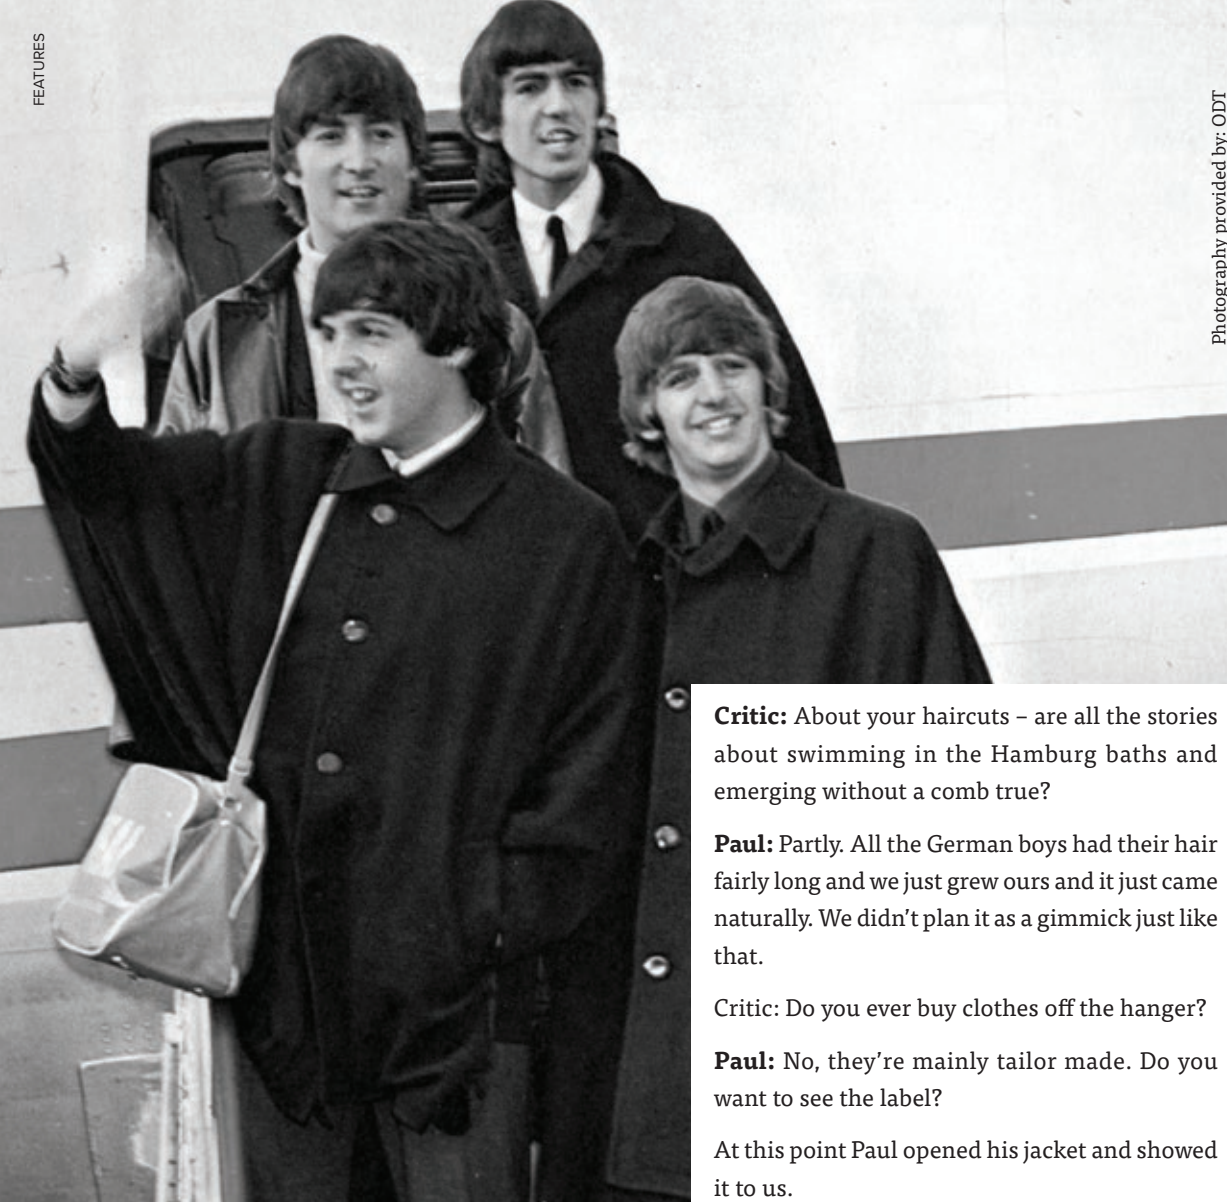 FEATURES
Photography provided by: ODT
Critic: About your haircuts – are all the stories
about swimming in the Hamburg baths and
emerging without a comb true?
Paul: Partly. All the German boys had their hair
fairly long and we just grew ours and it just came
naturally. We didn’t plan it as a gimmick just like
that.
Critic: Do you ever buy clothes off the hanger?
Paul: No, they’re mainly tailor made. Do you
want to see the label?
At this point Paul opened his jacket and showed
it to us.